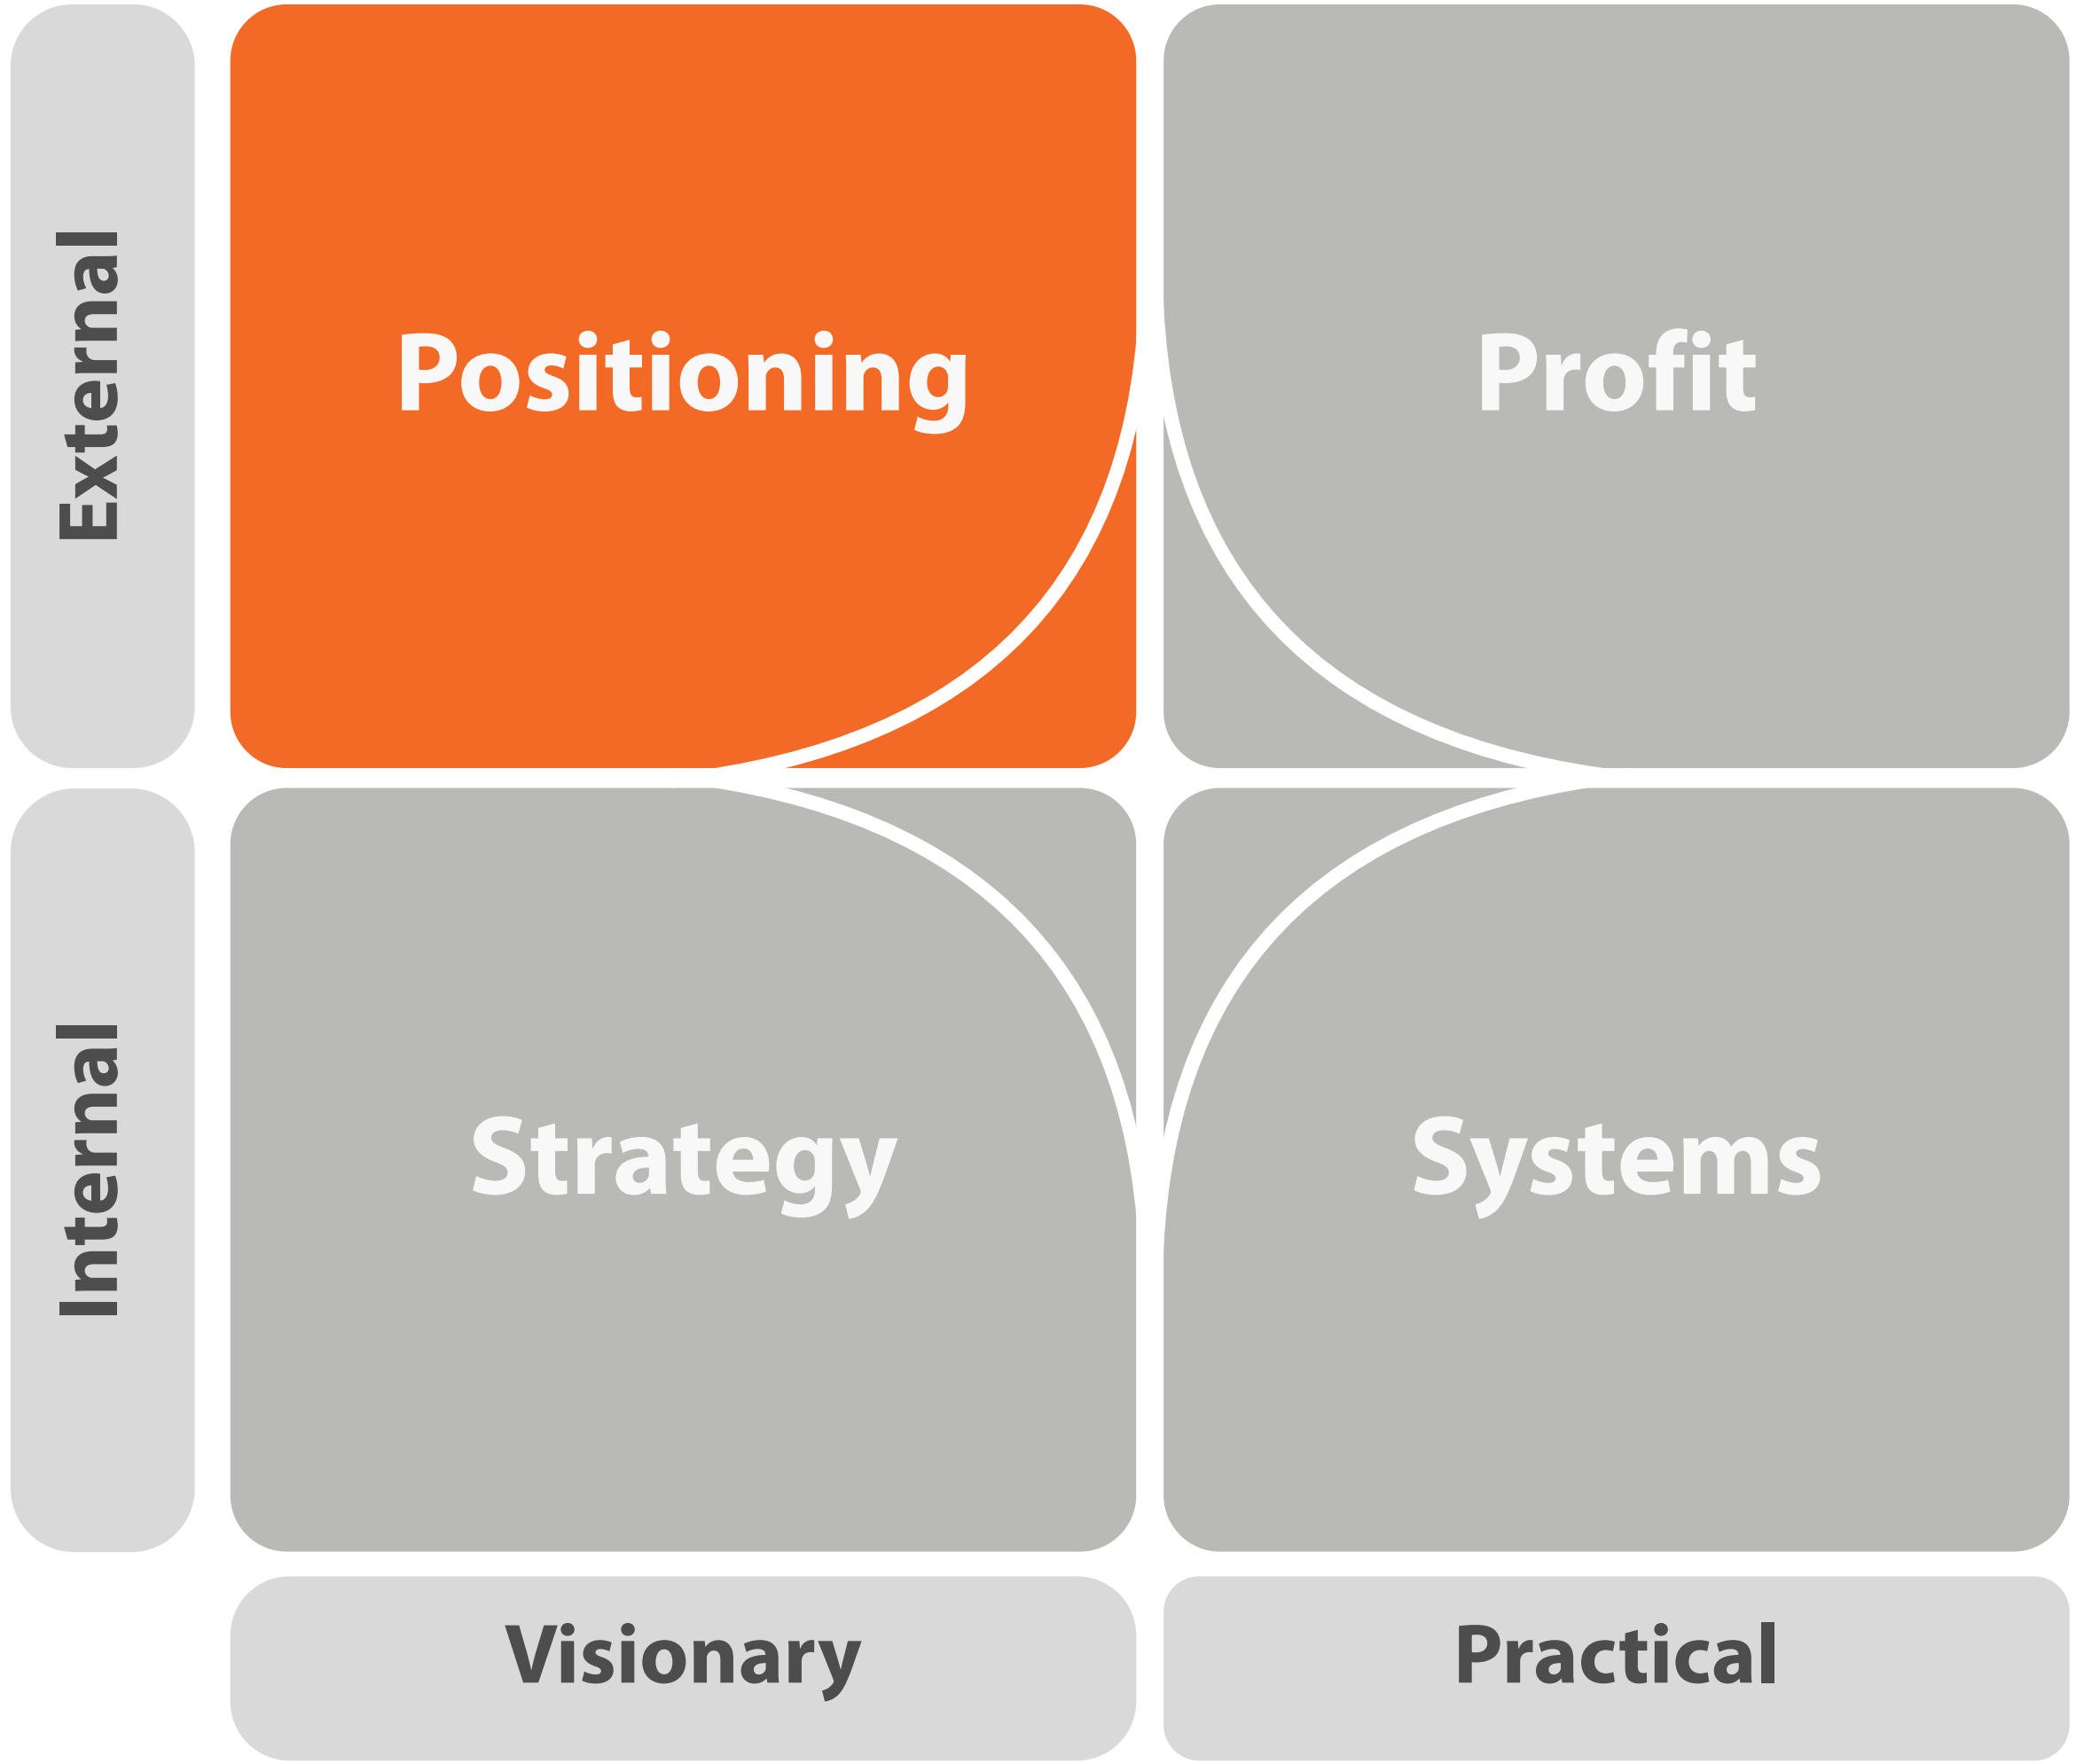 External
Positioning
Profit
Internal
Strategy
Systems
Visionary
Practical